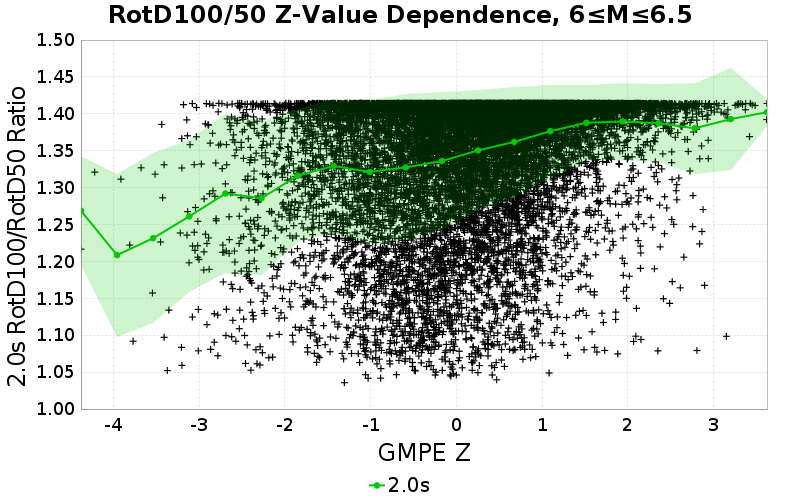 RotD100/50 Z-Value Dependence, 6≤M≤6.5
2.0s RotD100/RotD50 Ratio
1.50
1.45
1.40
1.35
1.30
1.25
1.20
1.15
1.10
1.05
1.00
-4 -3 -2 -1 0 1 2 3
GMPE Z
2.0s